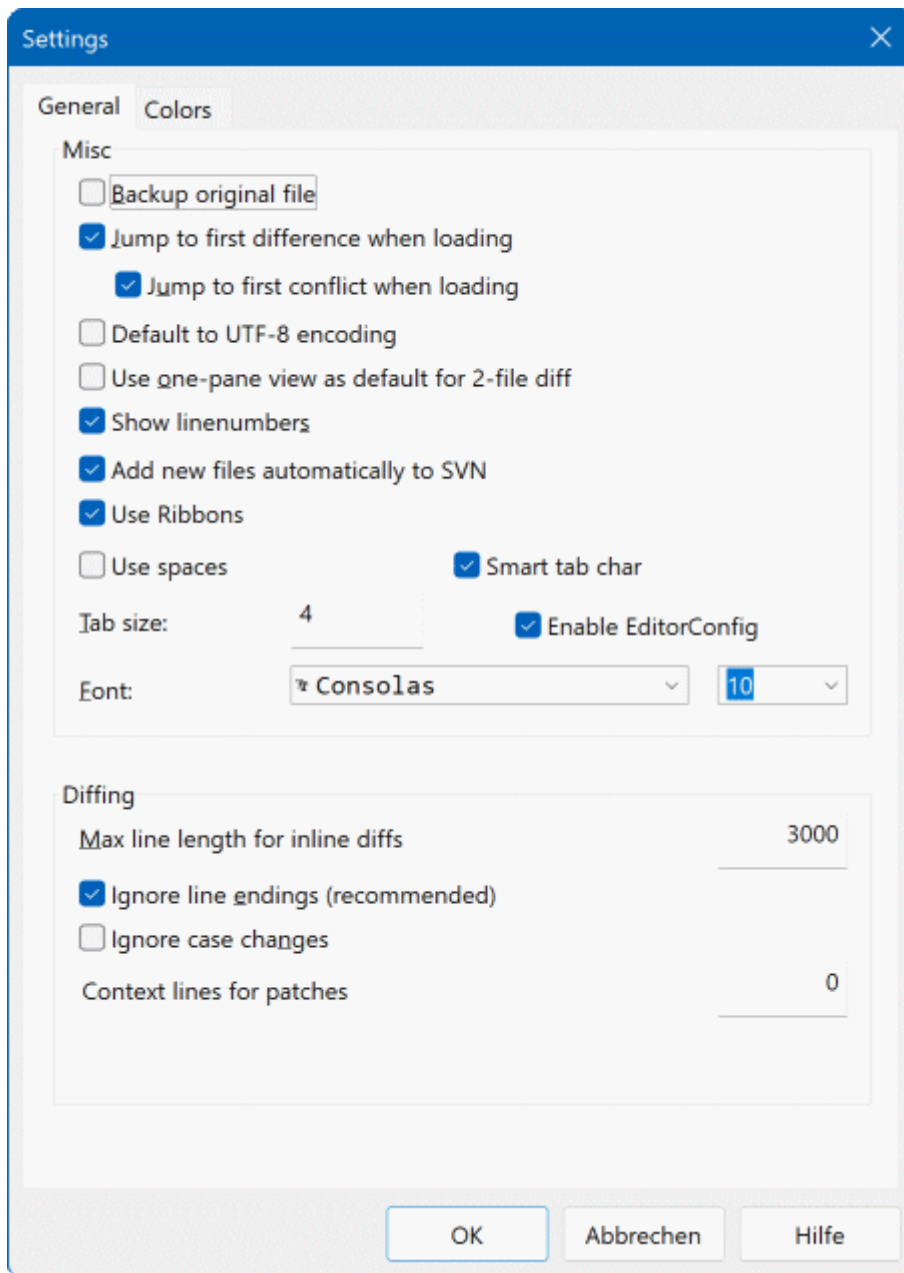 Settings
General Colors
Misc
Backup original file
Jump to first difference when loading
Jump to first conflict when loading
Default to UTF-8 encoding
Use one-pane view as default for 2-file diff
Show linenumbers
Add new files automatically to SVN
Use Ribbons
Use spaces Smart tab char
Tab size: 4 Enable EditorConfig
Font: Consolas 10
Diffing
Max line length for inline diffs 3000
Ignore line endings (recommended)
Ignore case changes
Context lines for patches 0
OK Abbrechen Hilfe